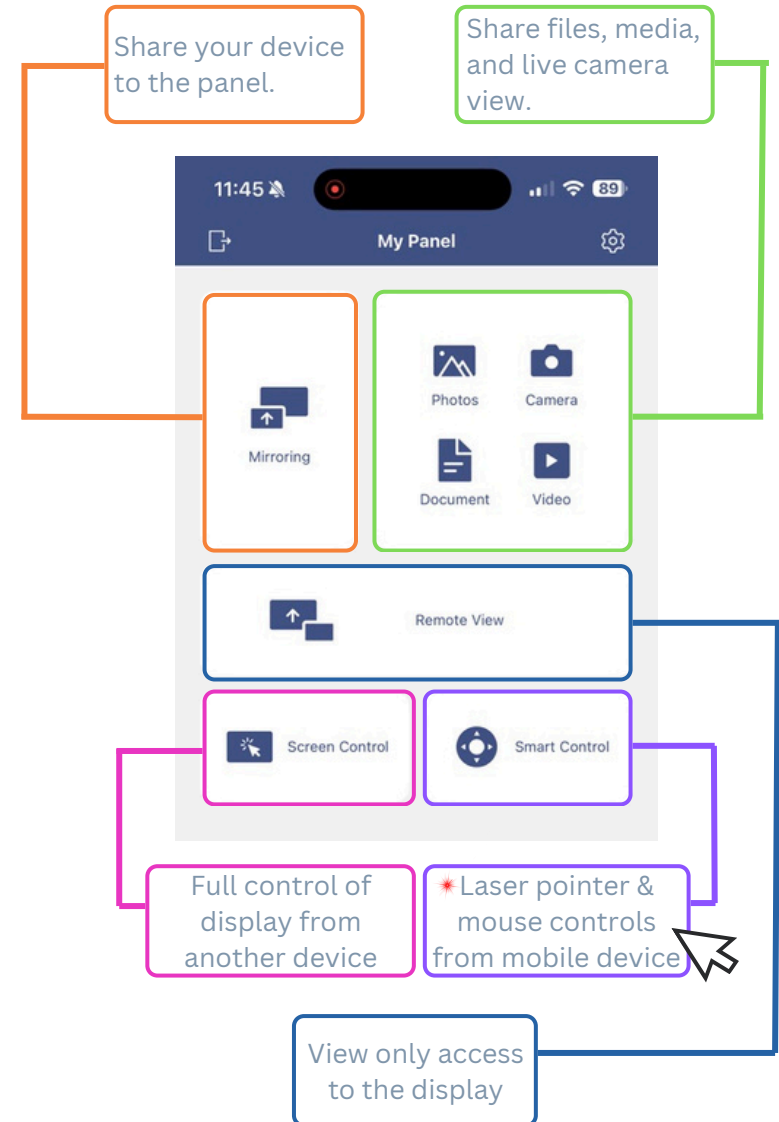 Share your device
to the panel.
Share files, media,
and live camera
view.
11:45
89
My Panel
Mirroring
Photos
Camera
Document
Video
Remote View
Screen Control
Smart Control
Full control of
display from
another device
Laser pointer &
mouse controls
from mobile device
View only access
to the display